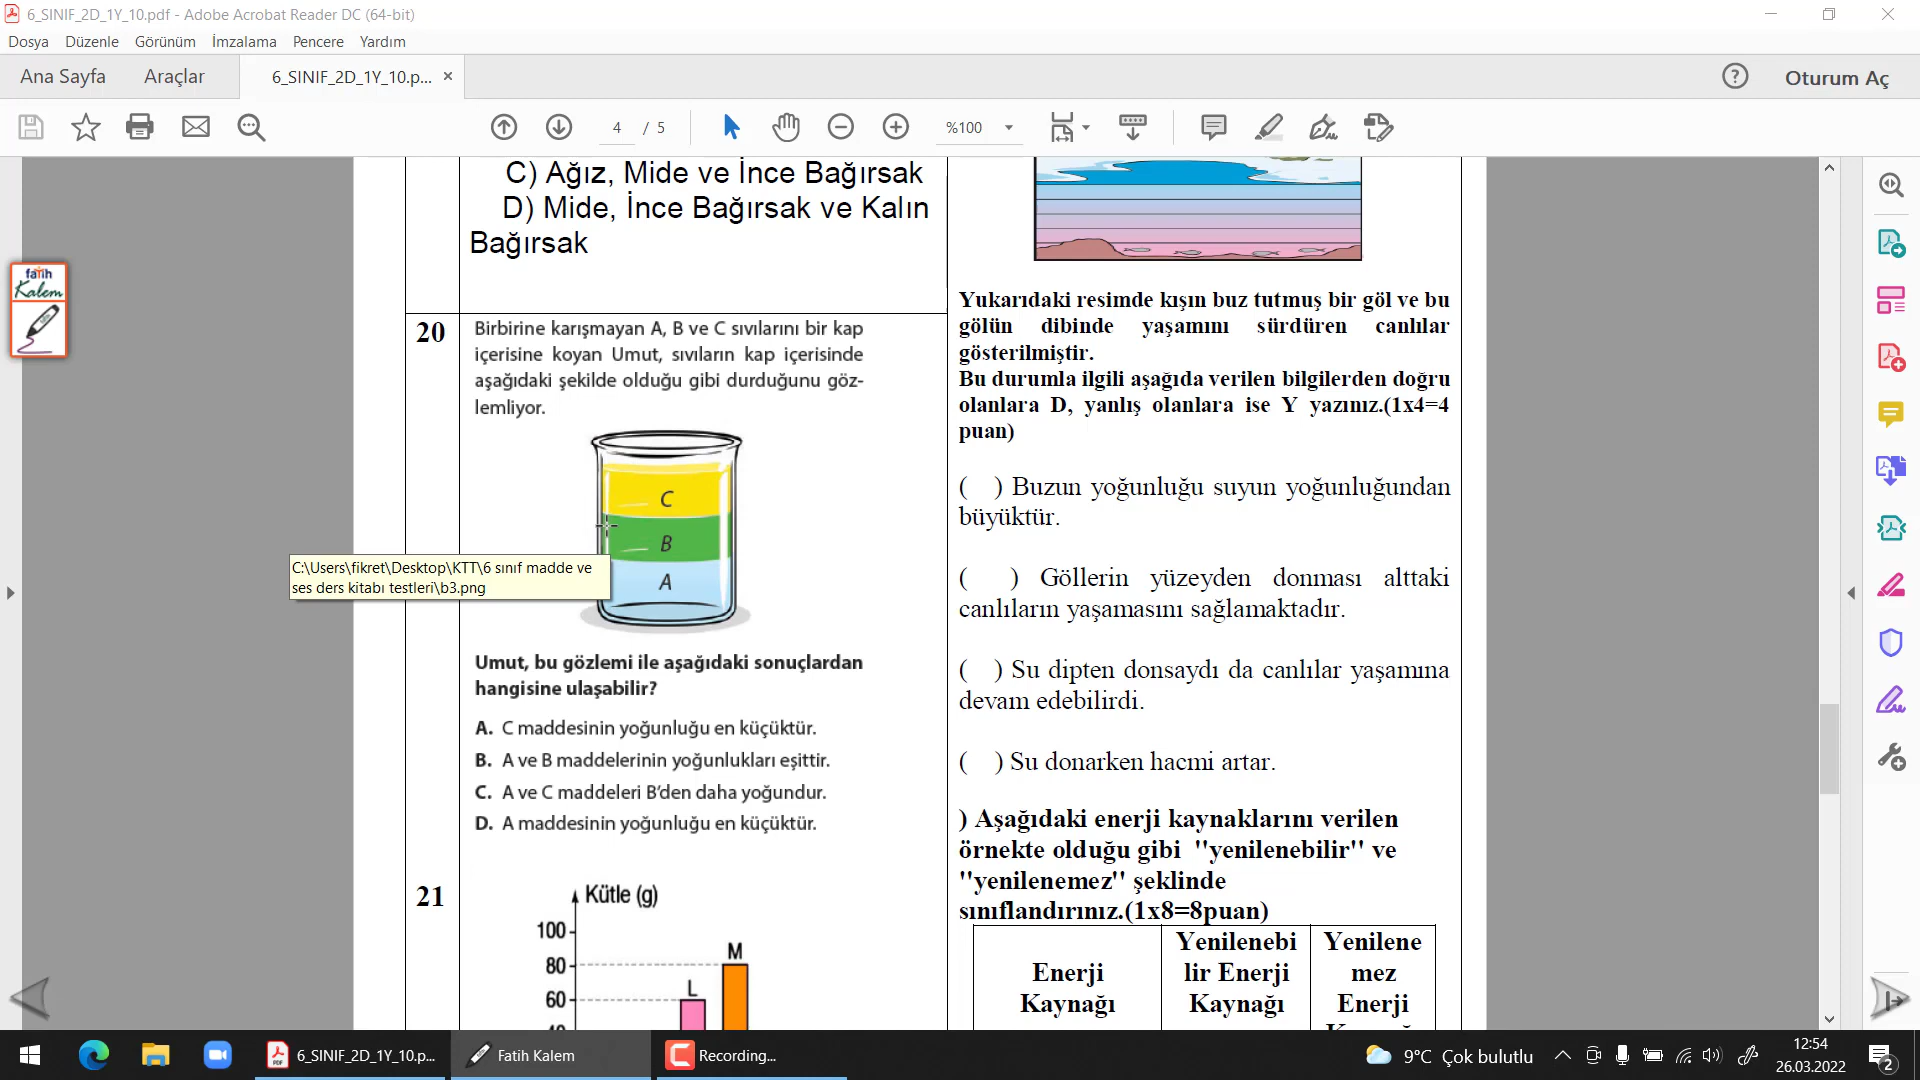 6_SINIF_2D_1Y_10.pdf - Adobe Acrobat Reader DC (64-bit)
Dosya Düzenle Görünüm İmzalama Pencere Yardım
Ana Sayfa Araçlar 6_SINIF_2D_1Y_10.p... × Oturum Aç
4 / 5 %100
fatih
Kalem
C) Ağız, Mide ve İnce Bağırsak
D) Mide, İnce Bağırsak ve Kalın
Bağırsak
20
Birbirine karışmayan A, B ve C sıvılarını bir kap
içerisine koyan Umut, sıvıların kap içerisinde
aşağıdaki şekilde olduğu gibi durduğunu göz-
lemliyor.
C
B
A
C:\Users\fikret\Desktop\KTT\6 sınıf madde ve
ses ders kitabı testleri\b3.png
Umut, bu gözlemi ile aşağıdaki sonuçlardan
hangisine ulaşabilir?
A. C maddesinin yoğunluğu en küçüktür.
B. A ve B maddelerinin yoğunlukları eşittir.
C. A ve C maddeleri B'den daha yoğundur.
D. A maddesinin yoğunluğu en küçüktür.
21
Kütle (g)
100
80
60
L
M
Yukarıdaki resimde kışın buz tutmuş bir göl ve bu
gölün dibinde yaşamını sürdüren canlılar
gösterilmiştir.
Bu durumla ilgili aşağıda verilen bilgilerden doğru
olanlara D, yanlış olanlara ise Y yazınız.(1x4=4
puan)
( ) Buzun yoğunluğu suyun yoğunluğundan
büyüktür.
( ) Göllerin yüzeyden donması alttaki
canlıların yaşamasını sağlamaktadır.
( ) Su dipten donsaydı da canlılar yaşamına
devam edebilirdi.
( ) Su donarken hacmi artar.
) Aşağıdaki enerji kaynaklarını verilen
örnekte olduğu gibi ''yenilenebilir'' ve
''yenilenemez'' şeklinde
sınıflandırınız.(1x8=8puan)
Enerji
Kaynağı
Yenilenebi
lir Enerji
Kaynağı
Yenilene
mez
Enerji
6_SINIF_2D_1Y_10.p... Fatih Kalem Recording... 9°C Çok bulutlu 12:54
26.03.2022
2